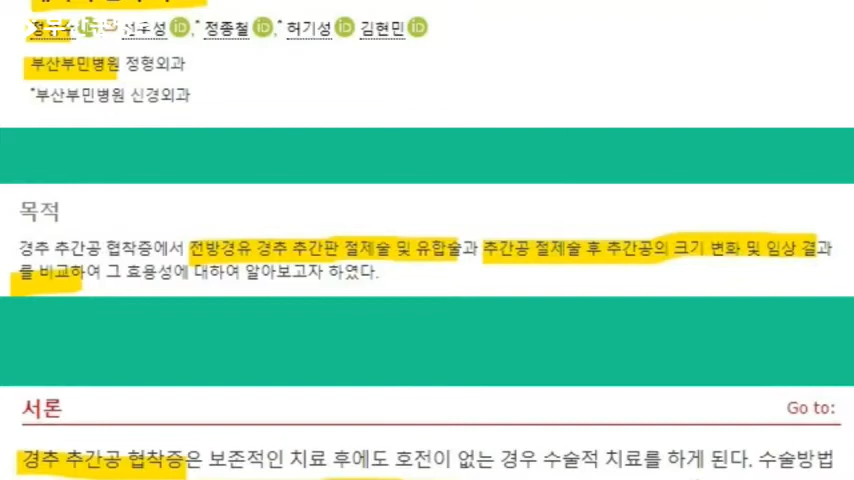 정종철 , * 허기성 김현민
부산부민병원 정형외과
*부산부민병원 신경외과
목적
경추 추간공 협착증에서 전방경유 경추 추간판 절제술 및 유합술과 추간공 절제술 후 추간공의 크기 변화 및 임상 결과
를 비교하여 그 효용성에 대하여 알아보고자 하였다.
서론
Go to:
경추 추간공 협착증은 보존적인 치료 후에도 호전이 없는 경우 수술적 치료를 하게 된다. 수술방법